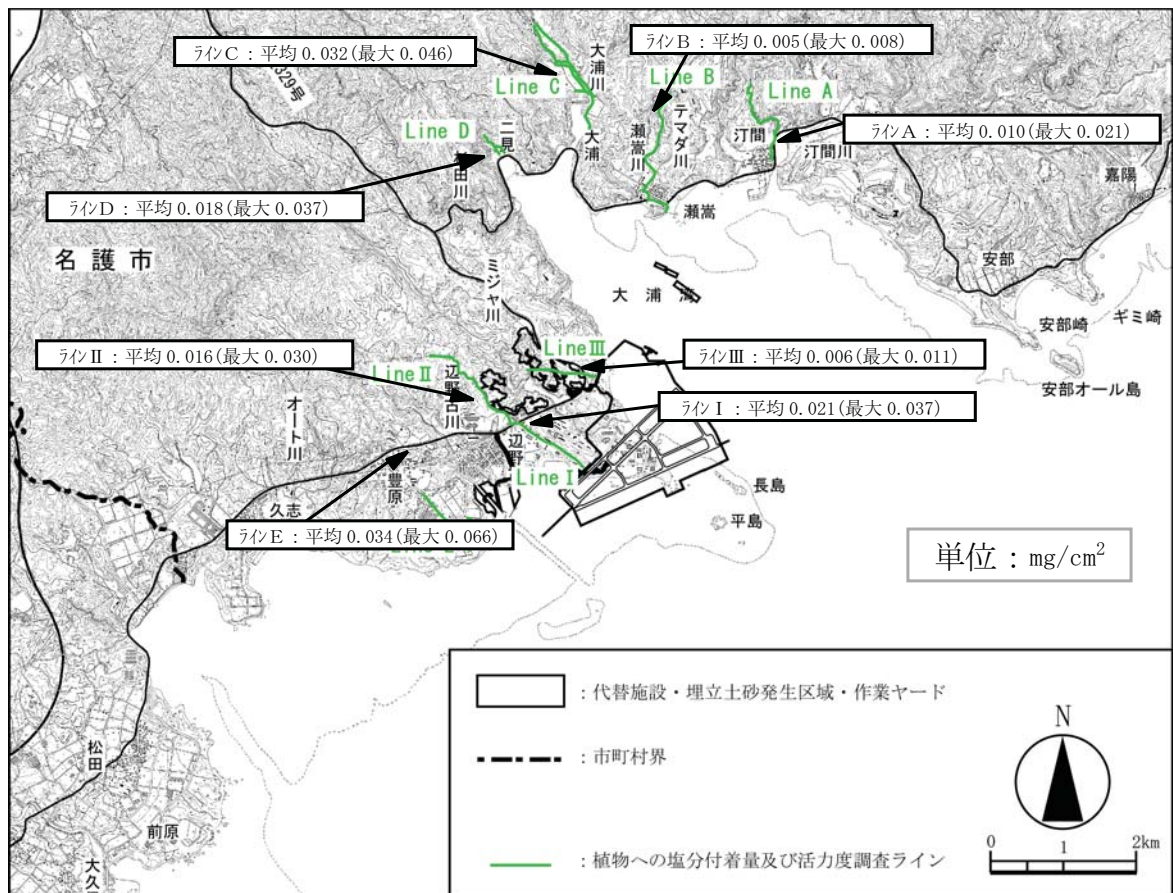 ラインC：平均 0.032(最大 0.046)
ラインB：平均 0.005(最大 0.008)
329号
大浦川
Line C
Line B
Line A
テマダ川
汀間
汀間川
ラインA：平均 0.010(最大 0.021)
Line D
二見
大浦
瀬嵩川
嘉陽
ラインD：平均 0.018(最大 0.037)
瀬嵩
名護市
安部
ミジャ川
大浦湾
安部崎
ギミ崎
ラインⅡ：平均 0.016(最大 0.030)
LineⅢ
ラインⅢ：平均 0.006(最大 0.011)
安部オール島
LineⅡ
辺野古川
ラインⅠ：平均 0.021(最大 0.037)
オート川
辺野
LineⅠ
長島
豊原
久志
平島
ラインE：平均 0.034(最大 0.066)
単位：mg/cm²
：代替施設・埋立土砂発生区域・作業ヤード
：市町村界
：植物への塩分付着量及び活力度調査ライン
N
0 1 2km
松田
前原
大久